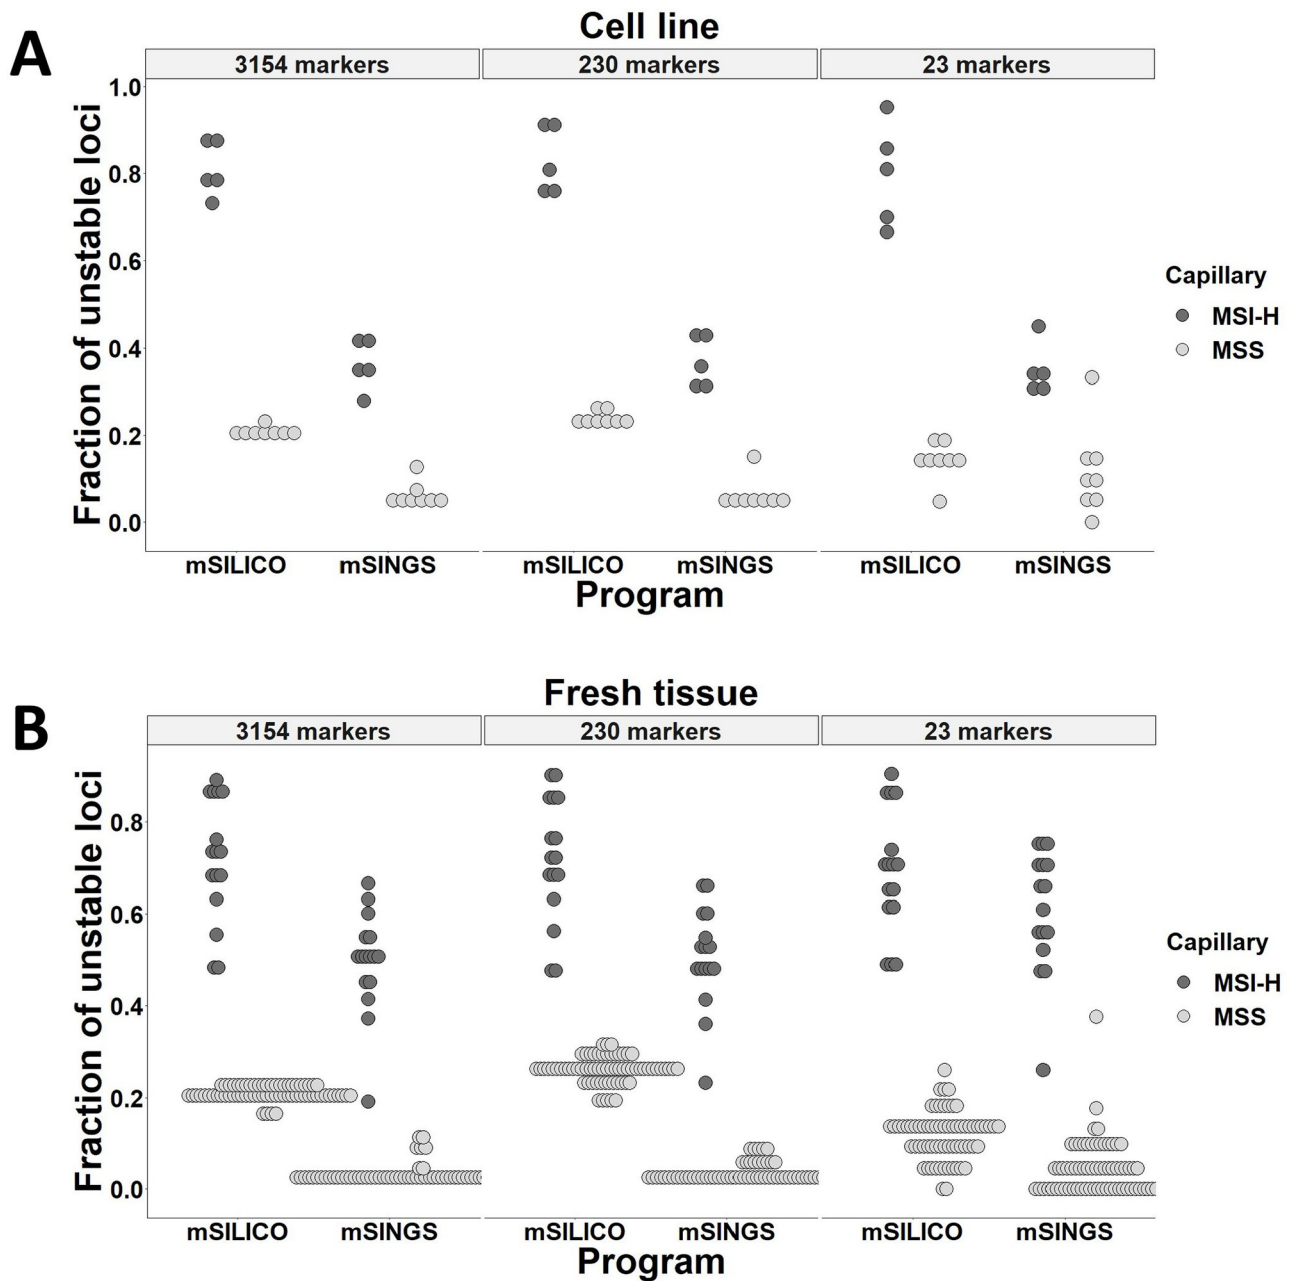 A
Cell line
3154 markers 230 markers 23 markers
Fraction of unstable loci
1.0
0.8
0.6
0.4
0.2
0.0
mSILICO mSINGS mSILICO mSINGS mSILICO mSINGS
Program
Capillary
MSI-H
MSS
B
Fresh tissue
3154 markers 230 markers 23 markers
Fraction of unstable loci
0.8
0.6
0.4
0.2
0.0
mSILICO mSINGS mSILICO mSINGS mSILICO mSINGS
Program
Capillary
MSI-H
MSS